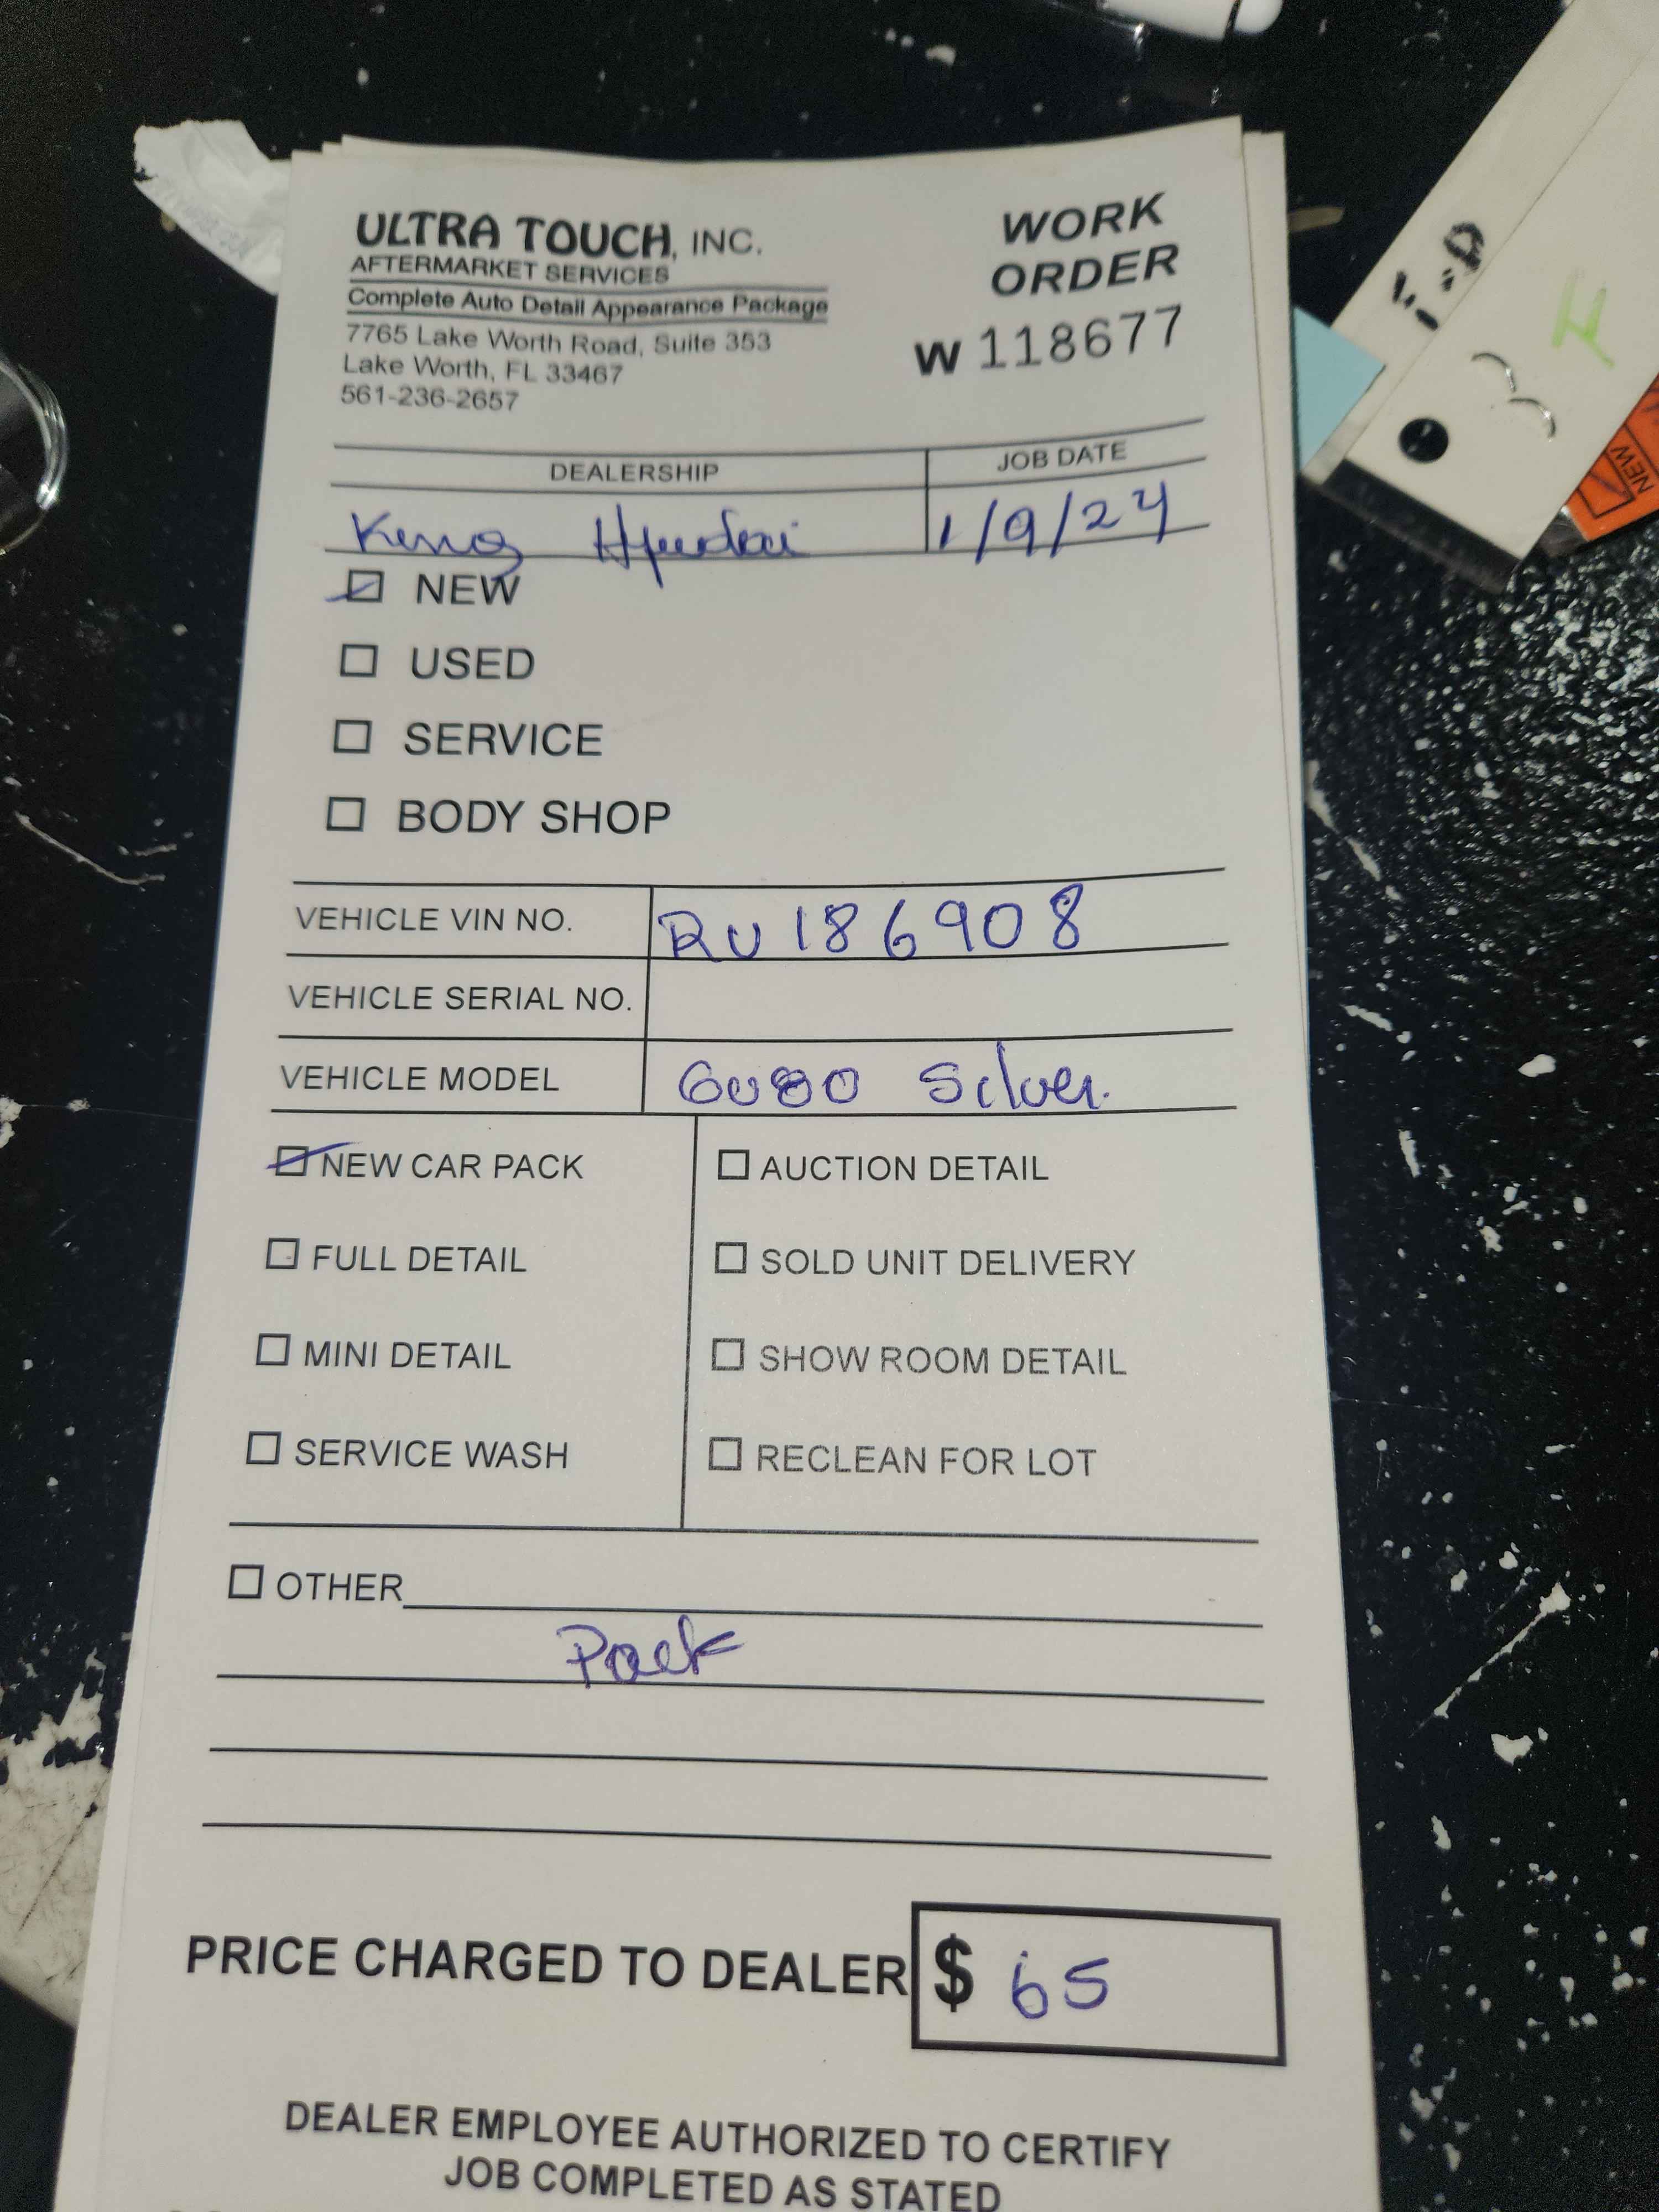 ULTRA TOUCH, INC.
AFTERMARKET SERVICES
Complete Auto Detail Appearance Package
7765 Lake Worth Road, Suite 353
Lake Worth, FL 33467
561-236-2657
WORK
ORDER
W 118677
DEALERSHIP JOB DATE
King Hyundai 1/9/24
NEW
USED
SERVICE
BODY SHOP
VEHICLE VIN NO. RU186908
VEHICLE SERIAL NO.
VEHICLE MODEL Silver.
NEW CAR PACK
FULL DETAIL
MINI DETAIL
SERVICE WASH
AUCTION DETAIL
SOLD UNIT DELIVERY
SHOW ROOM DETAIL
RECLEAN FOR LOT
OTHER
Pack
PRICE CHARGED TO DEALER $ 65
DEALER EMPLOYEE AUTHORIZED TO CERTIFY
JOB COMPLETED AS STATED
NEW